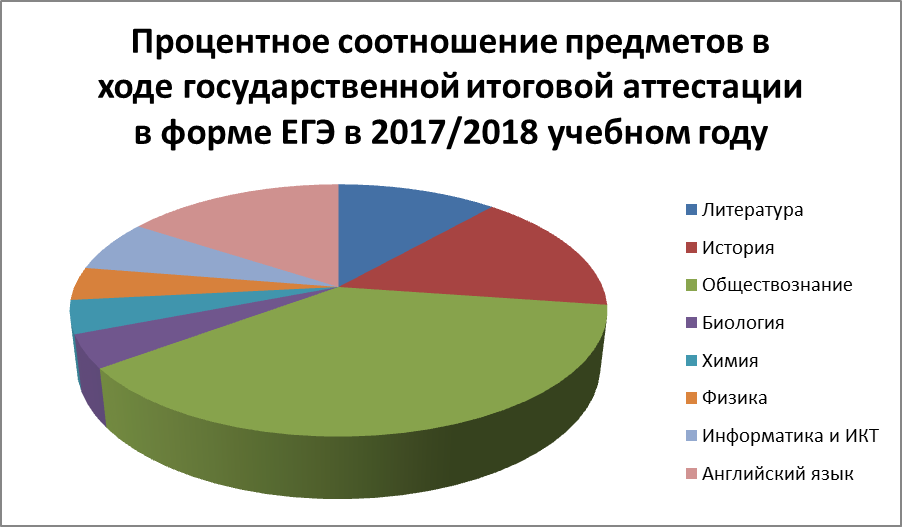 Процентное соотношение предметов в
ходе государственной итоговой аттестации
в форме ЕГЭ в 2017/2018 учебном году
Литература
История
Обществознание
Биология
Химия
Физика
Информатика и ИКТ
Английский язык